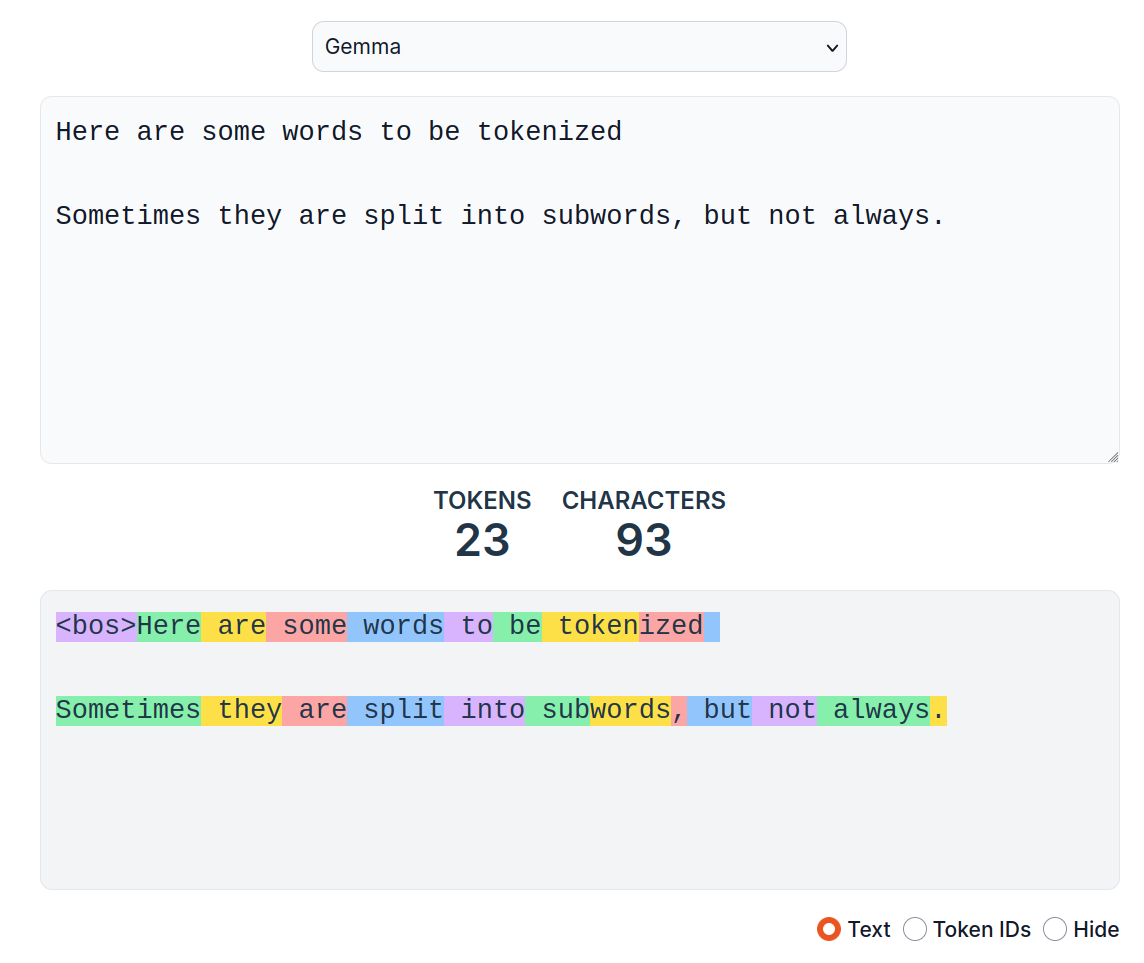 Gemma
Here are some words to be tokenized
Sometimes they are split into subwords, but not always.
TOKENS CHARACTERS
23 93
<bos>Here are some words to be tokenized
Sometimes they are split into subwords, but not always.
Text Token IDs Hide